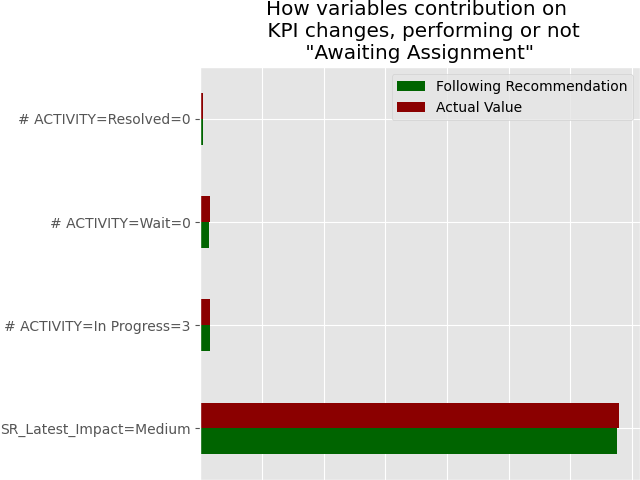 How variables contribution on
KPI changes, performing or not
"Awaiting Assignment"
Following Recommendation
Actual Value
# ACTIVITY=Resolved=0
# ACTIVITY=Wait=0
# ACTIVITY=In Progress=3
SR_Latest_Impact=Medium